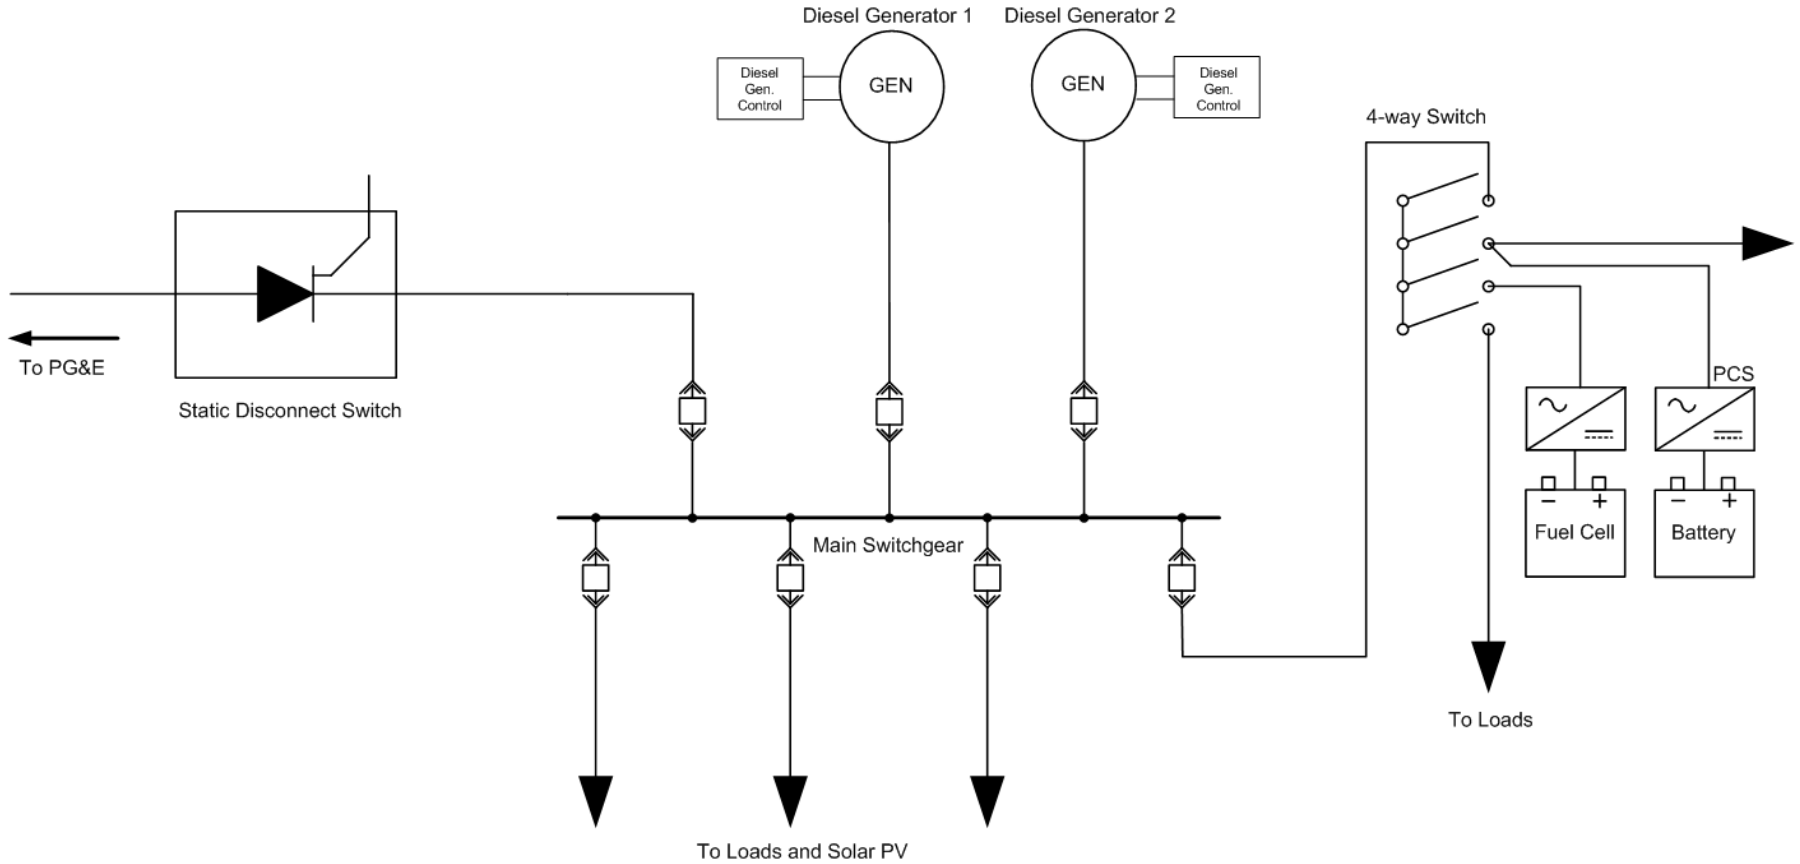 Diesel Generator 1
Diesel Generator 2
Diesel
Gen.
Control
GEN
GEN
Diesel
Gen.
Control
4-way Switch
To PG&E
Static Disconnect Switch
PCS
Main Switchgear
− +
Fuel Cell
− +
Battery
To Loads
To Loads and Solar PV